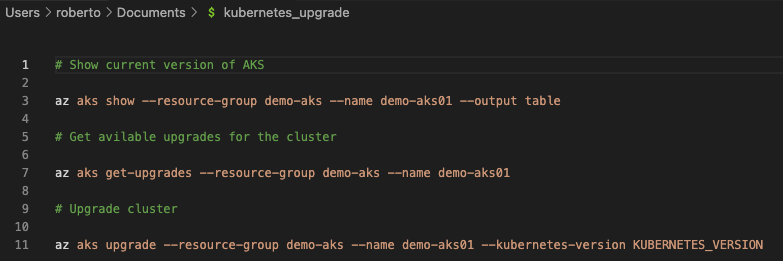 Users > roberto > Documents > $ kubernetes_upgrade
1 # Show current version of AKS
2
3 az aks show --resource-group demo-aks --name demo-aks01 --output table
4
5 # Get avilable upgrades for the cluster
6
7 az aks get-upgrades --resource-group demo-aks --name demo-aks01
8
9 # Upgrade cluster
10
11 az aks upgrade --resource-group demo-aks --name demo-aks01 --kubernetes-version KUBERNETES_VERSION